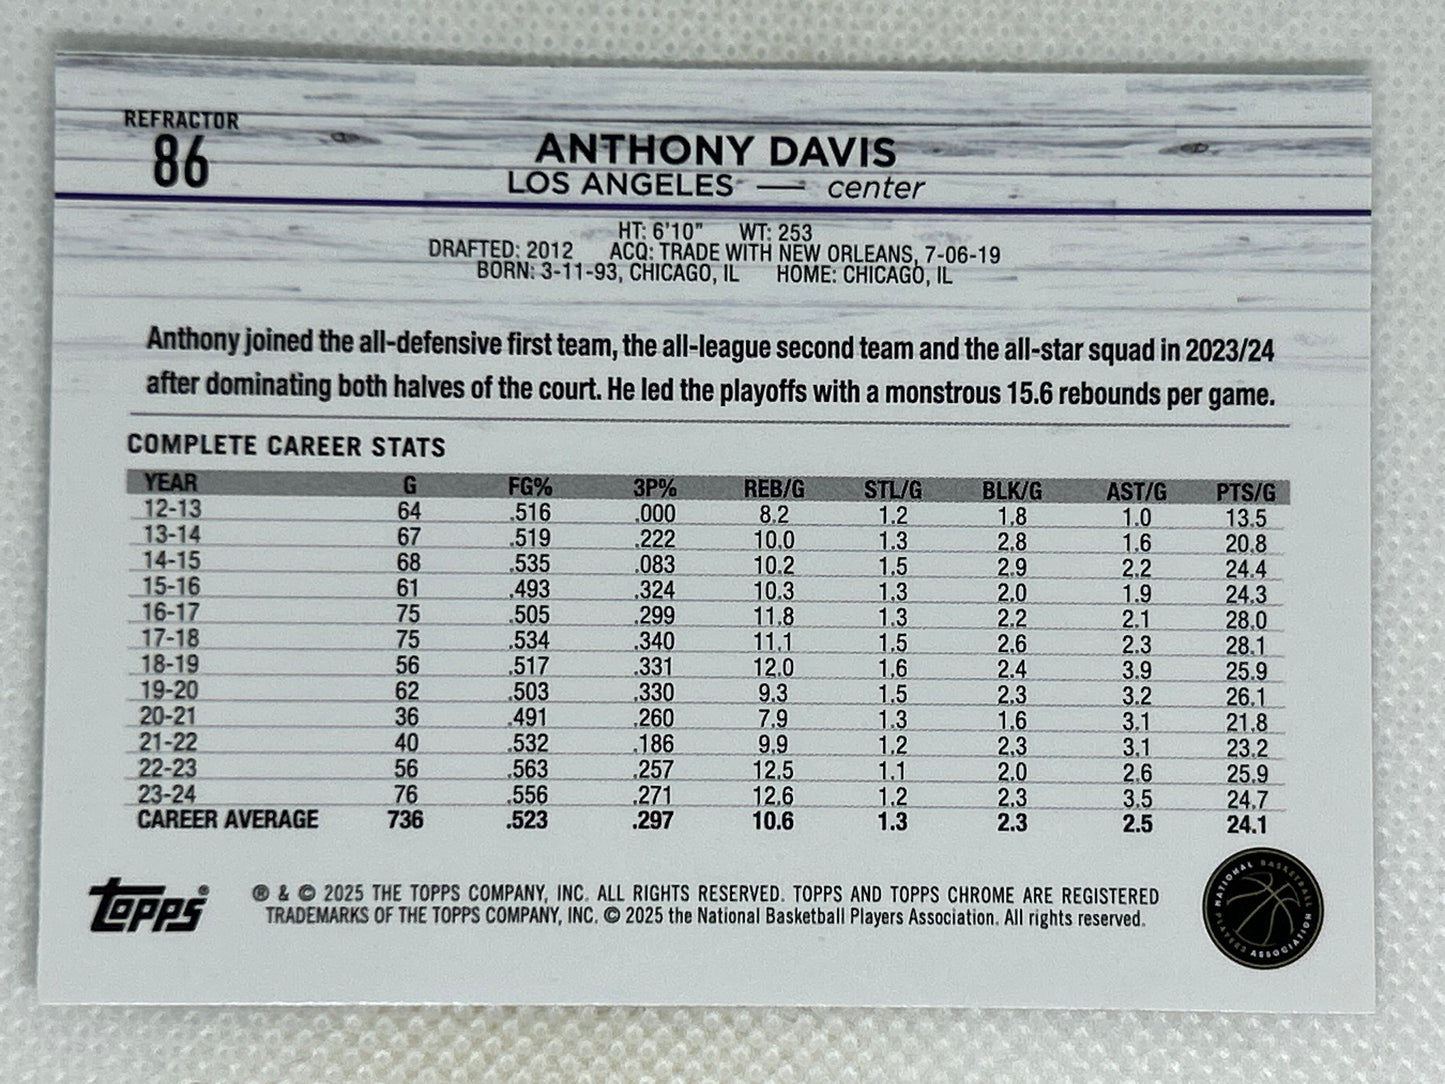 REFRACTOR
86
ANTHONY DAVIS
LOS ANGELES — center
HT: 6'10" WT: 253
DRAFTED: 2012 ACQ: TRADE WITH NEW ORLEANS, 7-06-19
BORN: 3-11-93, CHICAGO, IL HOME: CHICAGO, IL
Anthony joined the all-defensive first team, the all-league second team and the all-star squad in 2023/24
after dominating both halves of the court. He led the playoffs with a monstrous 15.6 rebounds per game.
COMPLETE CAREER STATS
YEAR G FG% 3P% REB/G STL/G BLK/G AST/G PTS/G
12-13 64 .516 .000 8.2 1.2 1.8 1.0 13.5
13-14 67 .519 .222 10.0 1.3 2.8 1.6 20.8
14-15 68 .535 .083 10.2 1.5 2.9 2.2 24.4
15-16 61 .493 .324 10.3 1.3 2.0 1.9 24.3
16-17 75 .505 .299 11.8 1.3 2.2 2.1 28.0
17-18 75 .534 .340 11.1 1.5 2.6 2.3 28.1
18-19 56 .517 .331 12.0 1.6 2.4 3.9 25.9
19-20 62 .503 .330 9.3 1.5 2.3 3.2 26.1
20-21 36 .491 .260 7.9 1.3 1.6 3.1 21.8
21-22 40 .532 .186 9.9 1.2 2.3 3.1 23.2
22-23 56 .563 .257 12.5 1.1 2.0 2.6 25.9
23-24 76 .556 .271 12.6 1.2 2.3 3.5 24.7
CAREER AVERAGE 736 .523 .297 10.6 1.3 2.3 2.5 24.1
topps®
® & © 2025 THE TOPPS COMPANY, INC. ALL RIGHTS RESERVED. TOPPS AND TOPPS CHROME ARE REGISTERED
TRADEMARKS OF THE TOPPS COMPANY, INC. © 2025 the National Basketball Players Association. All rights reserved.
NATIONAL BASKETBALL
PLAYERS ASSOCIATION